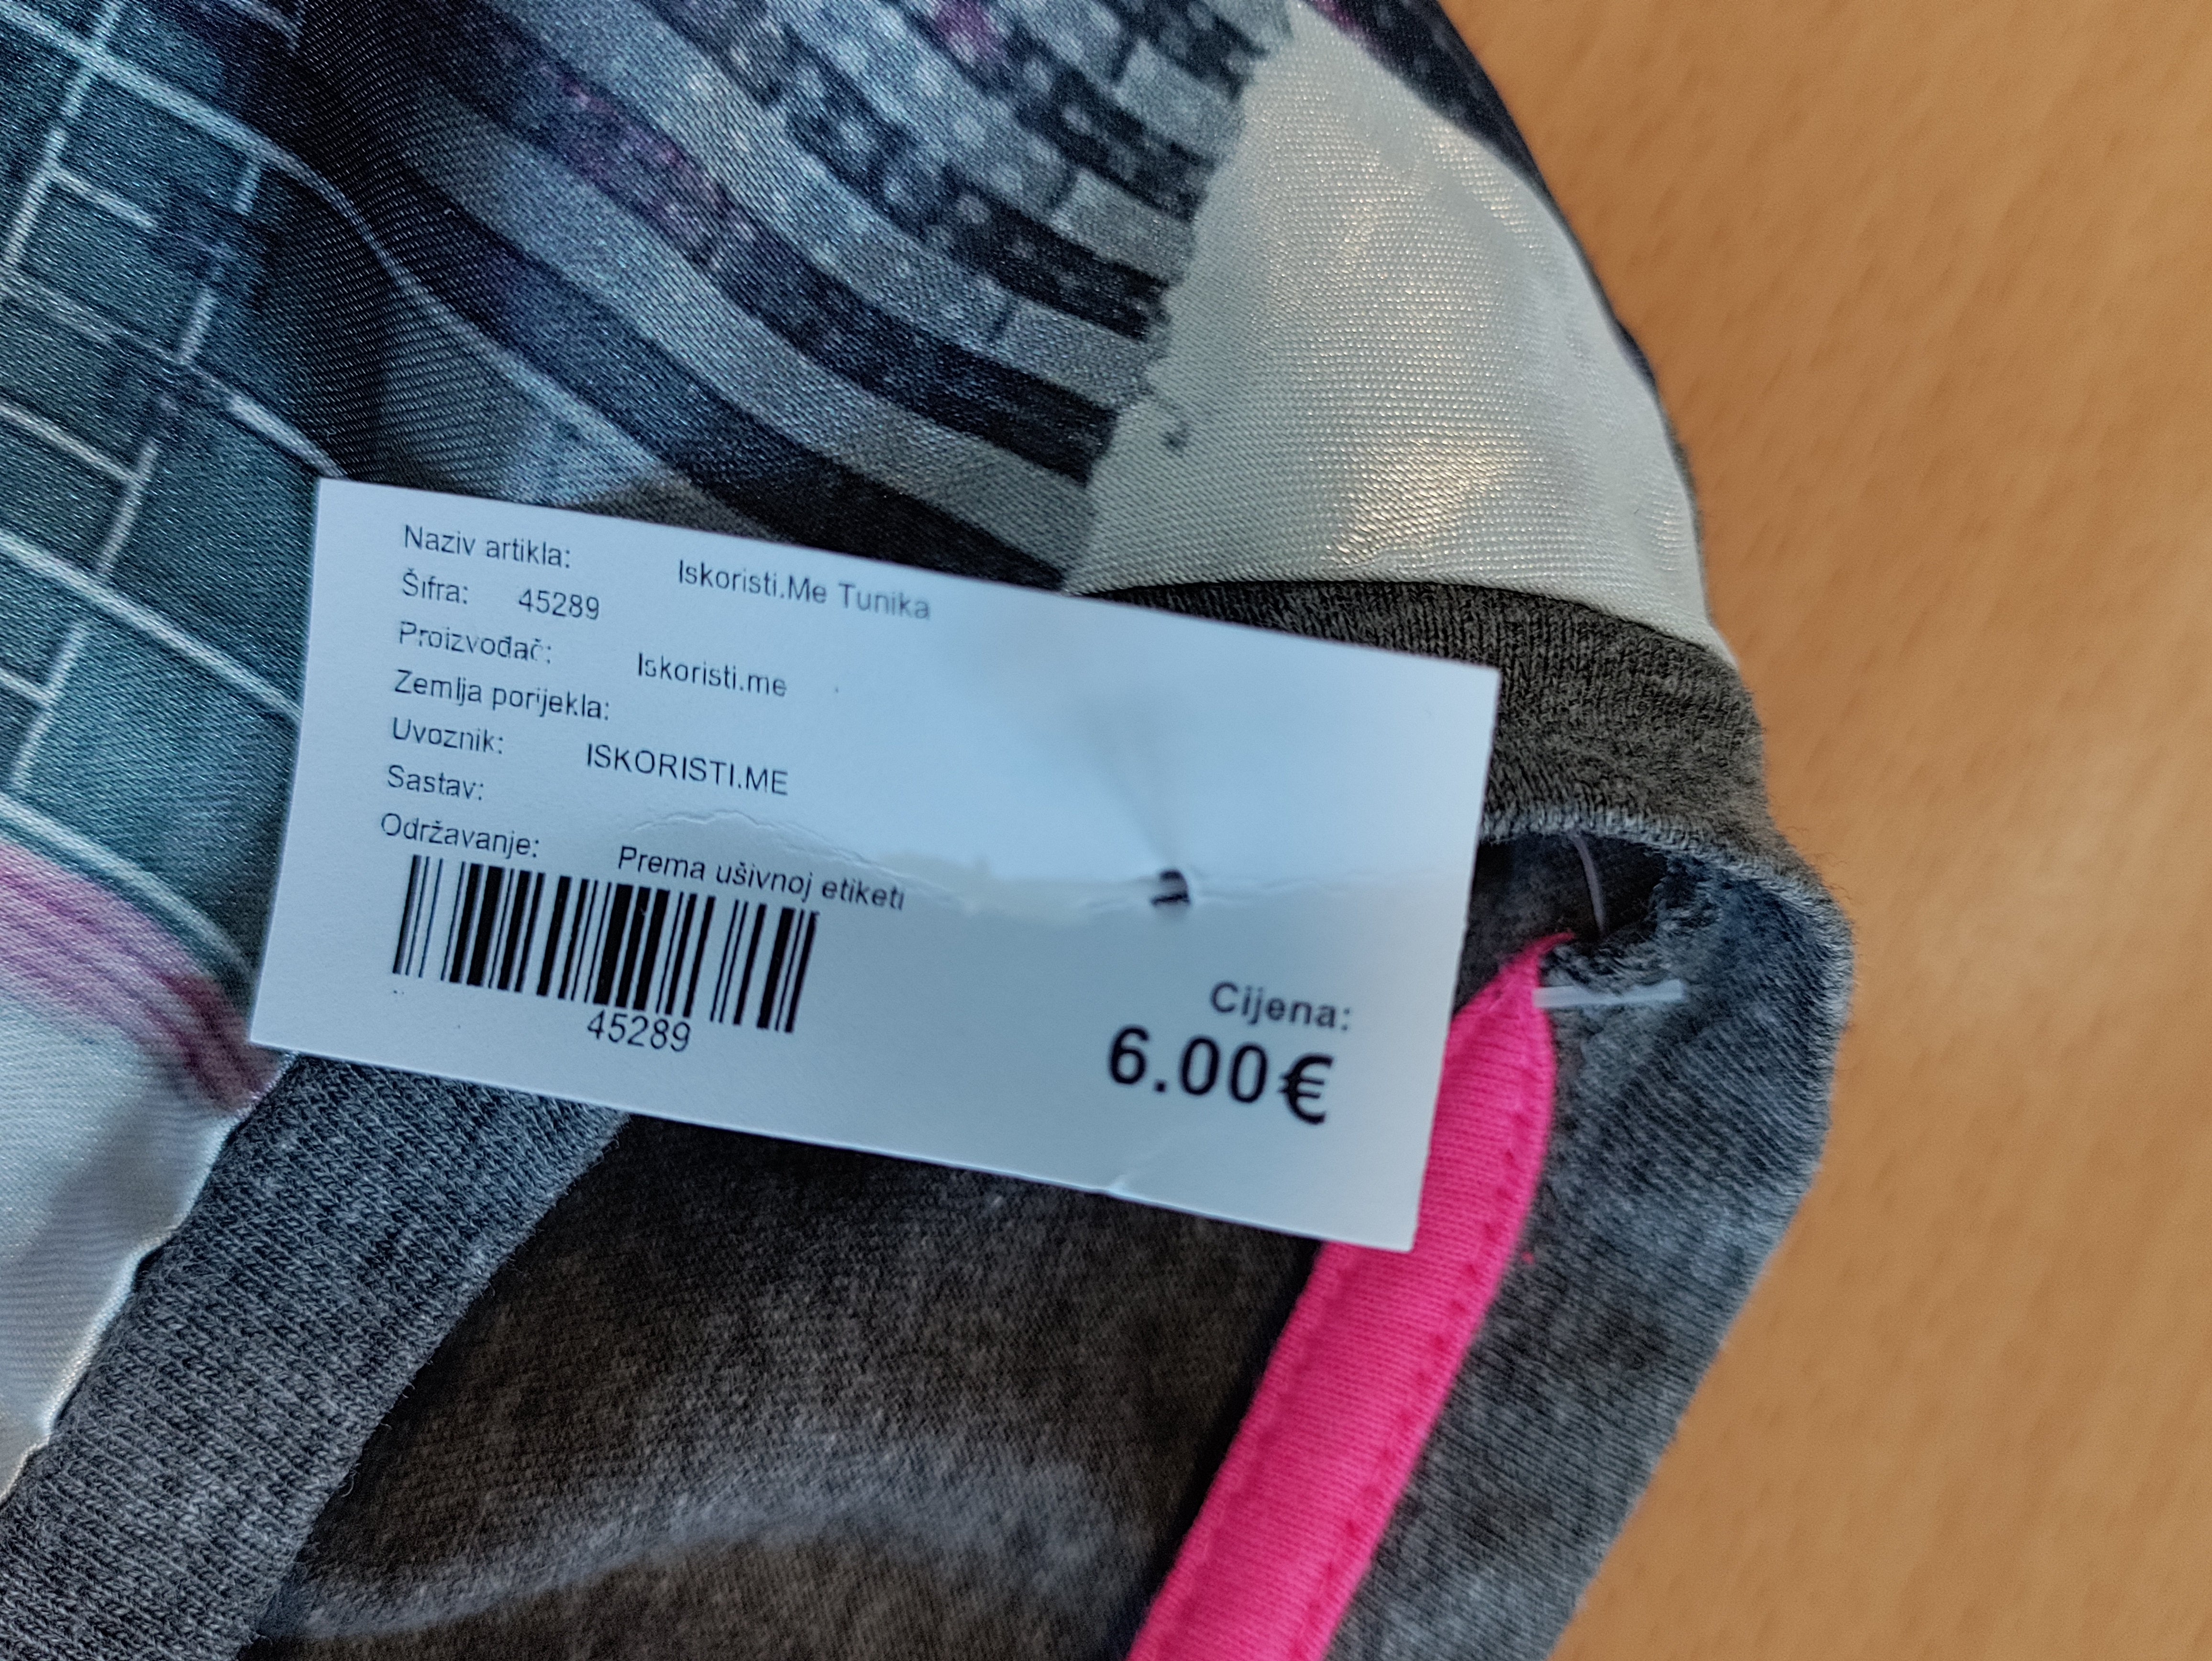 Naziv artikla: Iskoristi.Me Tunika
Šifra: 45289
Proizvođač: Iskoristi.me
Zemlja porijekla:
Uvoznik: ISKORISTI.ME
Sastav:
Održavanje: Prema ušivnoj etiketi
45289
Cijena:
6.00€